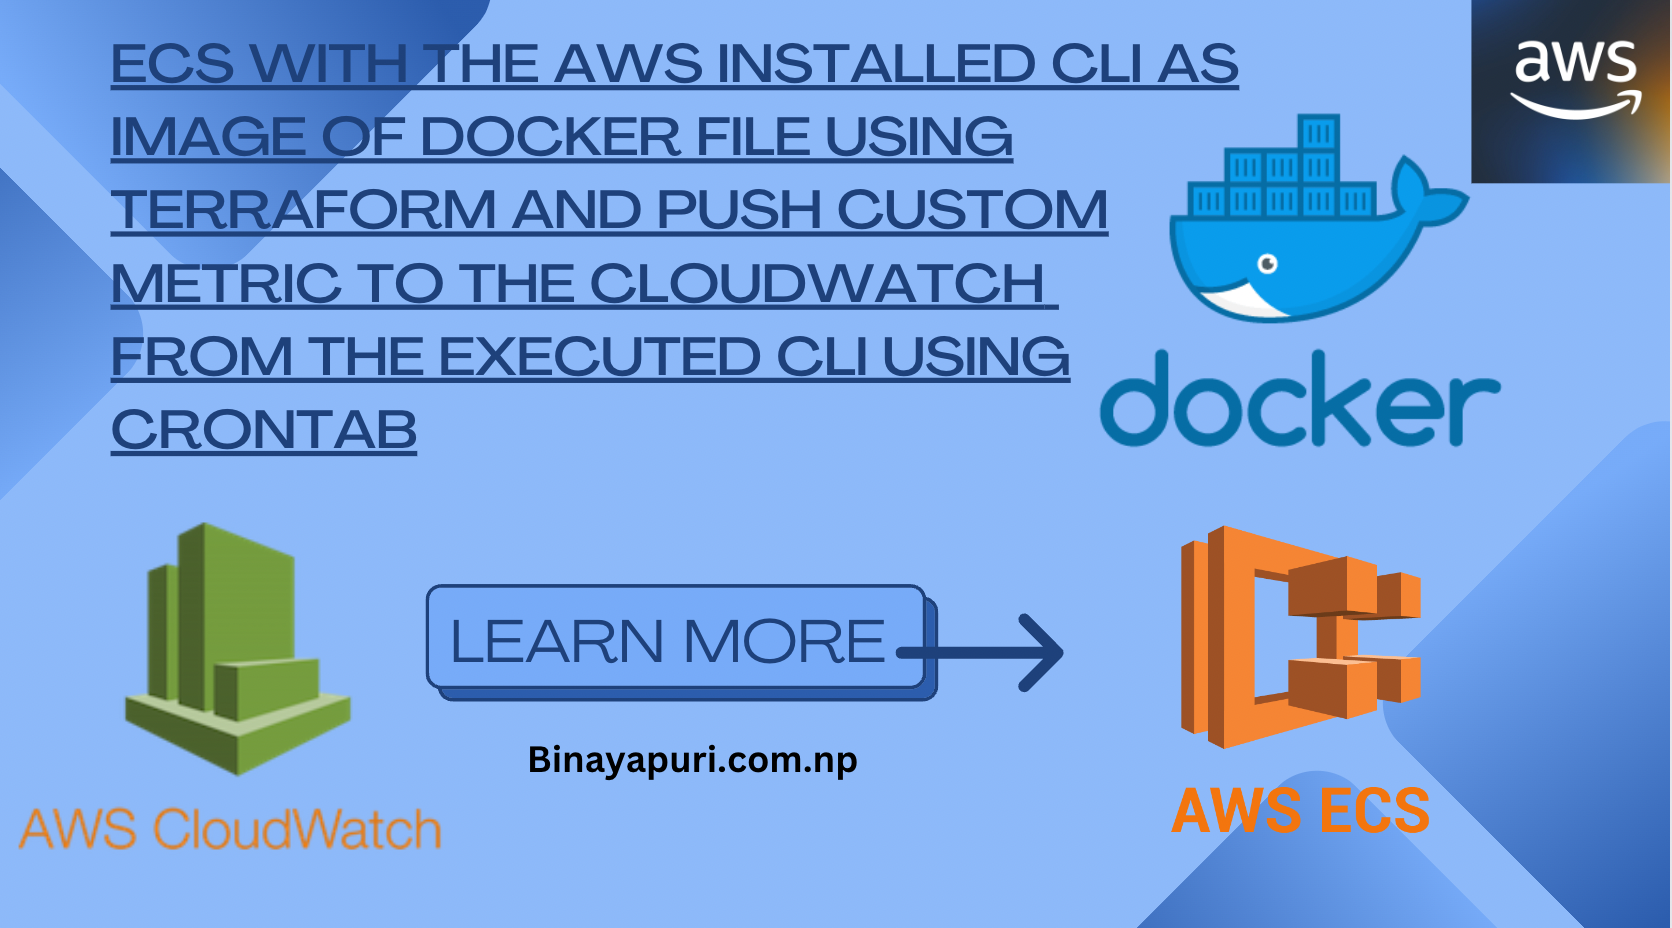 ECS WITH THE AWS INSTALLED CLI AS
IMAGE OF DOCKER FILE USING
TERRAFORM AND PUSH CUSTOM
METRIC TO THE CLOUDWATCH
FROM THE EXECUTED CLI USING
CRONTAB
aws
docker
LEARN MORE
Binayapuri.com.np
AWS CloudWatch
AWS ECS